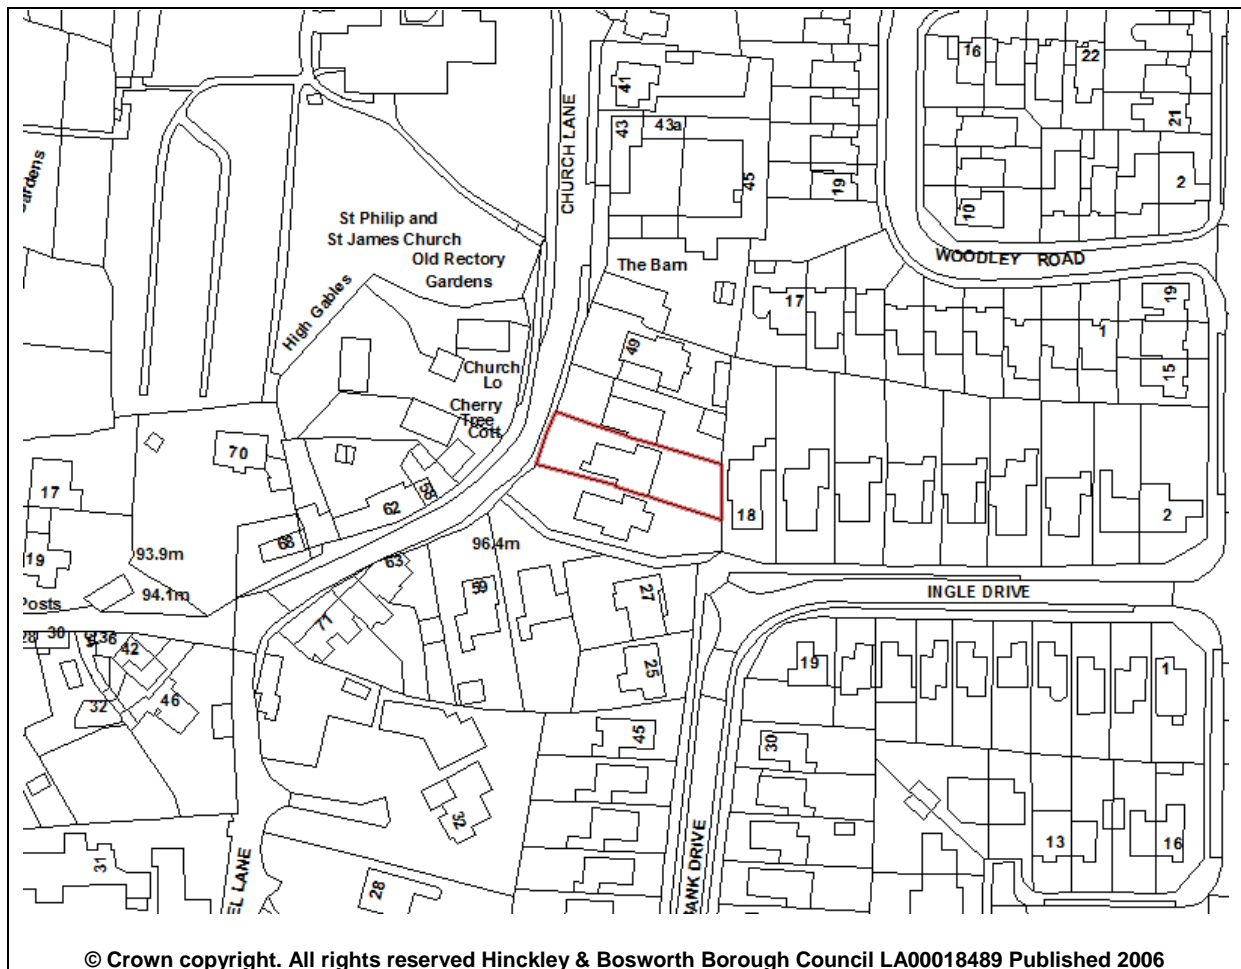 16
22
41
CHURCH LANE
43
43a
21
45
19
2
10
St Philip and
St James Church
Old Rectory
Gardens
WOODLEY ROAD
The Barn
High Gables
17
19
1
49
Church
Lo
15
Cherry
Tree
Cott
70
17
58
62
18
2
68
96.4m
93.9m
19
63
59
94.1m
27
INGLE DRIVE
Posts
71
28
30
36
42
19
25
1
46
32
45
30
32
13
16
31
EL LANE
28
BANK DRIVE
© Crown copyright. All rights reserved Hinckley & Bosworth Borough Council LA00018489 Published 2006